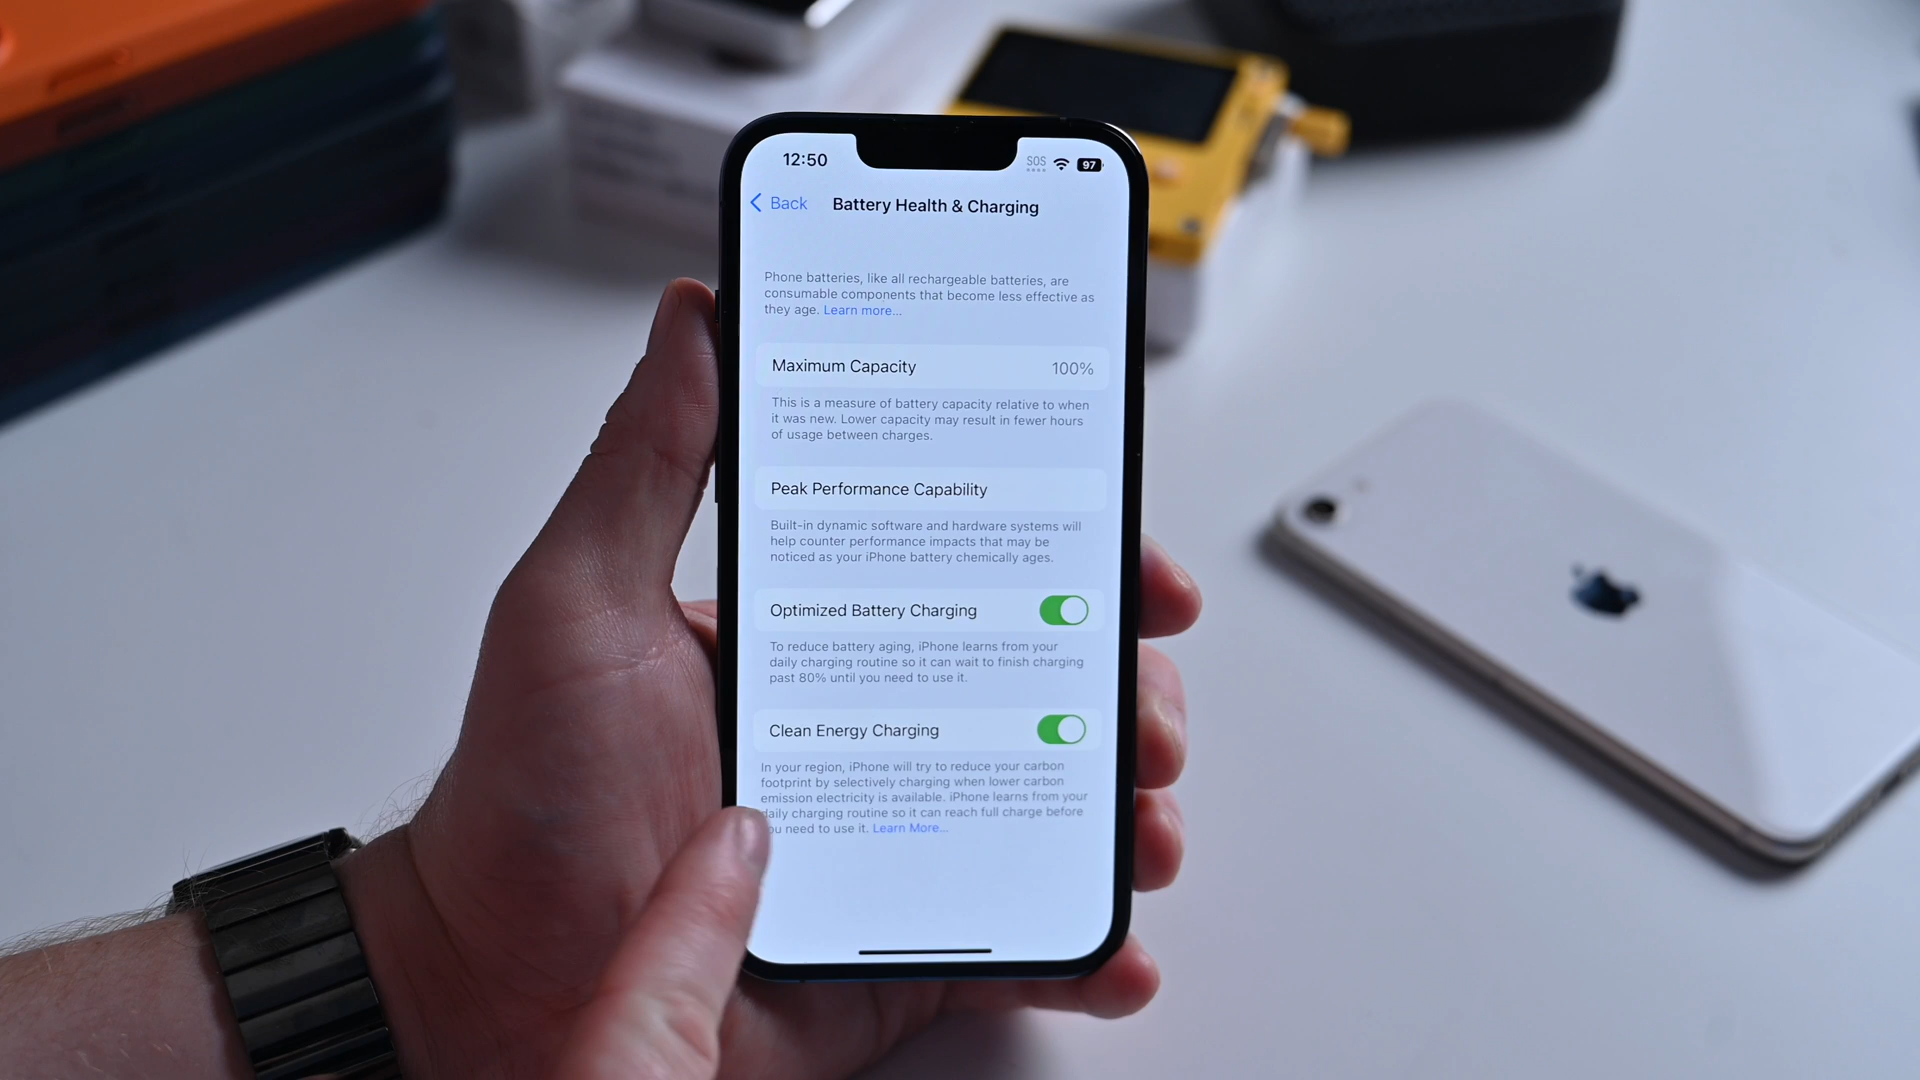 12:50
SOS
97
Back
Battery Health & Charging
Phone batteries, like all rechargeable batteries, are
consumable components that become less effective as
they age. Learn more...
Maximum Capacity 100%
This is a measure of battery capacity relative to when
it was new. Lower capacity may result in fewer hours
of usage between charges.
Peak Performance Capability
Built-in dynamic software and hardware systems will
help counter performance impacts that may be
noticed as your iPhone battery chemically ages.
Optimized Battery Charging
To reduce battery aging, iPhone learns from your
daily charging routine so it can wait to finish charging
past 80% until you need to use it.
Clean Energy Charging
In your region, iPhone will try to reduce your carbon
footprint by selectively charging when lower carbon
emission electricity is available. iPhone learns from your
daily charging routine so it can reach full charge before
ou need to use it. Learn More...